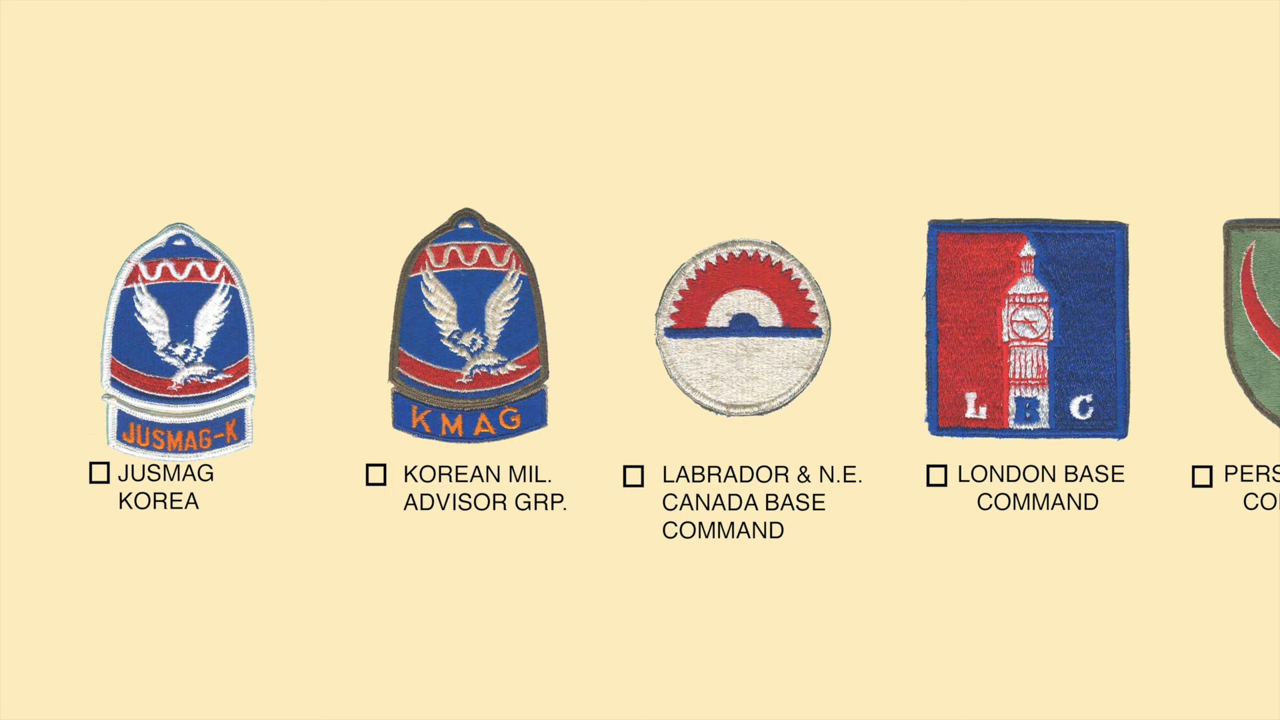 JUSMAG-K
KMAG
L B C
JUSMAG
KOREA
KOREAN MIL.
ADVISOR GRP.
LABRADOR & N.E.
CANADA BASE
COMMAND
LONDON BASE
COMMAND